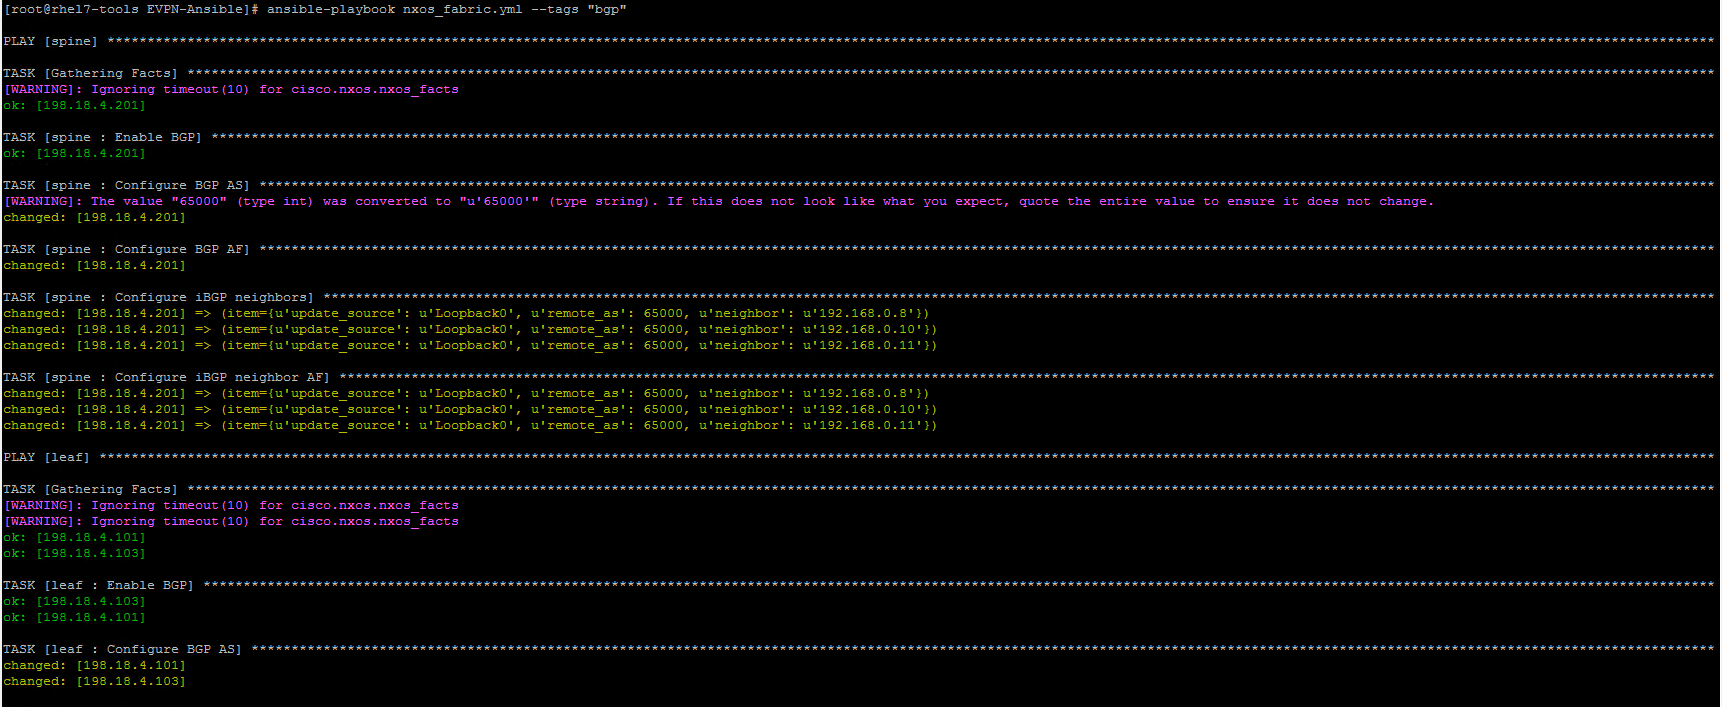 [root@rhel7-tools EVPN-Ansible]# ansible-playbook nxos_fabric.yml --tags "bgp"
PLAY [spine] ****************************************************************************************************
TASK [Gathering Facts] ****************************************************************************************************
[WARNING]: Ignoring timeout(10) for cisco.nxos.nxos_facts
ok: [198.18.4.201]
TASK [spine : Enable BGP] ****************************************************************************************************
ok: [198.18.4.201]
TASK [spine : Configure BGP AS] ****************************************************************************************************
[WARNING]: The value "65000" (type int) was converted to "u'65000'" (type string). If this does not look like what you expect, quote the entire value to ensure it does not change.
changed: [198.18.4.201]
TASK [spine : Configure BGP AF] ****************************************************************************************************
changed: [198.18.4.201]
TASK [spine : Configure iBGP neighbors] ****************************************************************************************************
changed: [198.18.4.201] => (item={u'update_source': u'Loopback0', u'remote_as': 65000, u'neighbor': u'192.168.0.8'})
changed: [198.18.4.201] => (item={u'update_source': u'Loopback0', u'remote_as': 65000, u'neighbor': u'192.168.0.10'})
changed: [198.18.4.201] => (item={u'update_source': u'Loopback0', u'remote_as': 65000, u'neighbor': u'192.168.0.11'})
TASK [spine : Configure iBGP neighbor AF] ****************************************************************************************************
changed: [198.18.4.201] => (item={u'update_source': u'Loopback0', u'remote_as': 65000, u'neighbor': u'192.168.0.8'})
changed: [198.18.4.201] => (item={u'update_source': u'Loopback0', u'remote_as': 65000, u'neighbor': u'192.168.0.10'})
changed: [198.18.4.201] => (item={u'update_source': u'Loopback0', u'remote_as': 65000, u'neighbor': u'192.168.0.11'})
PLAY [leaf] ****************************************************************************************************
TASK [Gathering Facts] ****************************************************************************************************
[WARNING]: Ignoring timeout(10) for cisco.nxos.nxos_facts
[WARNING]: Ignoring timeout(10) for cisco.nxos.nxos_facts
ok: [198.18.4.101]
ok: [198.18.4.103]
TASK [leaf : Enable BGP] ****************************************************************************************************
ok: [198.18.4.103]
ok: [198.18.4.101]
TASK [leaf : Configure BGP AS] ****************************************************************************************************
changed: [198.18.4.101]
changed: [198.18.4.103]